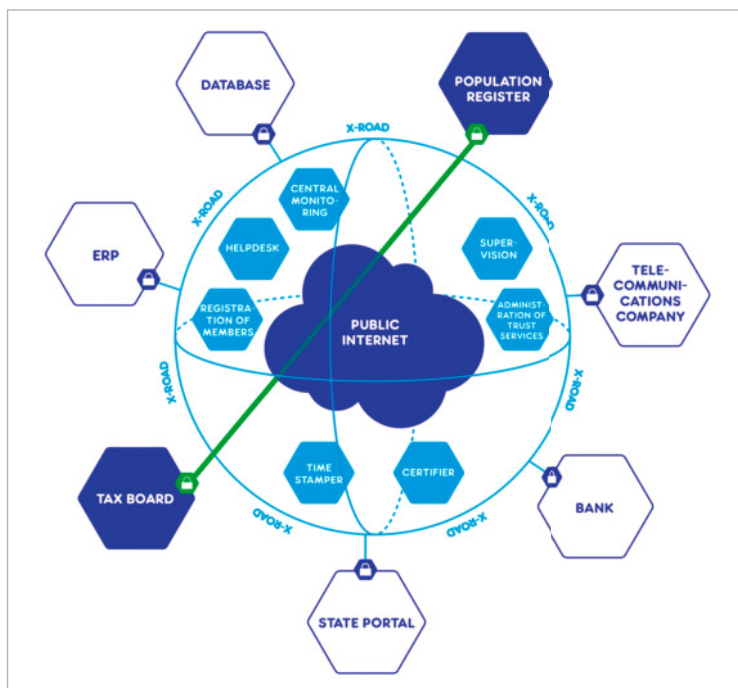 DATABASE
POPULATION
REGISTER
X-ROAD
X-ROAD
X-ROAD
CENTRAL
MONITO-
RING
HELPDESK
SUPER-
VISION
ERP
TELE-
COMMUNI-
CATIONS
COMPANY
REGISTRA-
TION OF
MEMBERS
PUBLIC
INTERNET
ADMINIST-
RATION OF
TRUST
SERVICES
X-ROAD
X-ROAD
TAX BOARD
TIME
STAMPER
CERTIFIER
BANK
X-ROAD
X-ROAD
STATE PORTAL